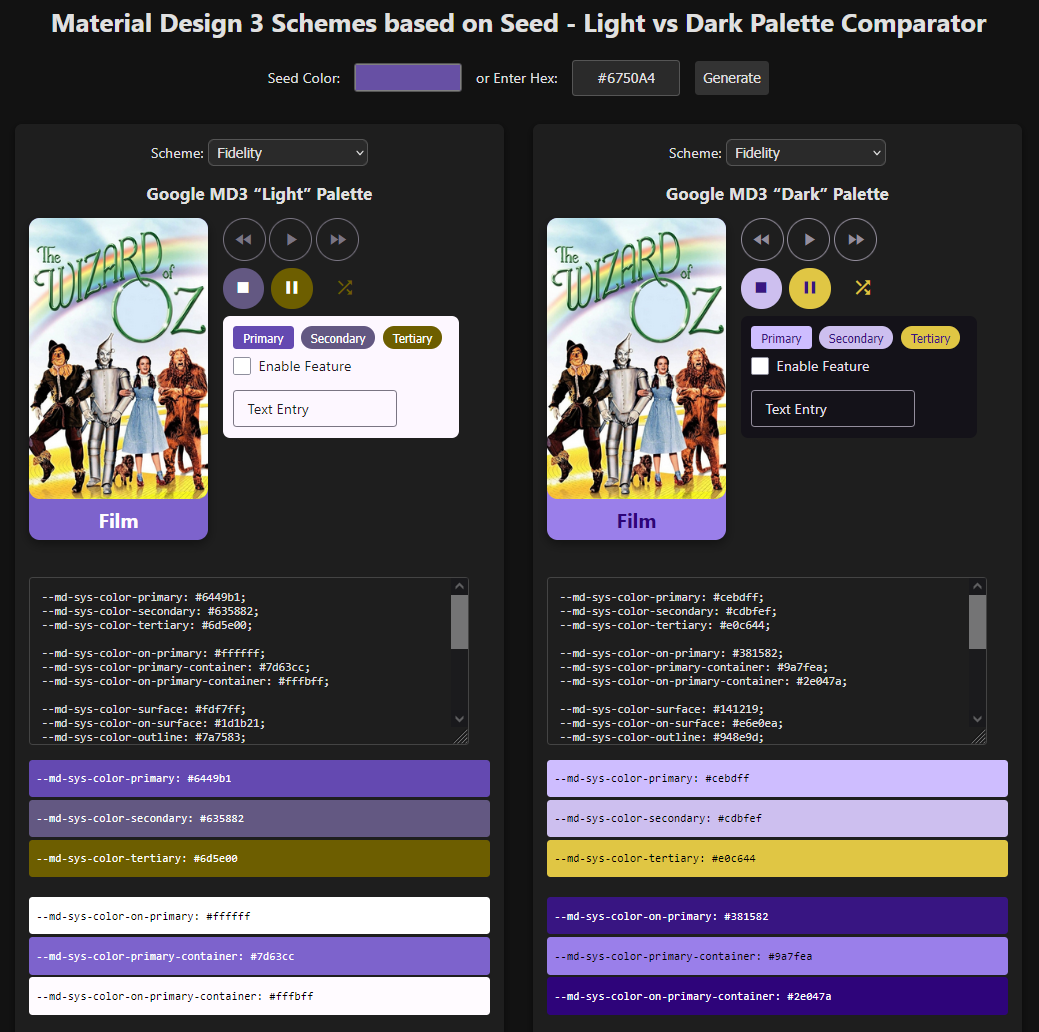 Material Design 3 Schemes based on Seed - Light vs Dark Palette Comparator
Seed Color:
or Enter Hex:
#6750A4
Generate
Scheme:
Fidelity
Google MD3 “Light” Palette
The
WIZARD
of
OZ
Primary
Secondary
Tertiary
Enable Feature
Text Entry
Film
--md-sys-color-primary: #6449b1;
--md-sys-color-secondary: #635882;
--md-sys-color-tertiary: #6d5e00;
--md-sys-color-on-primary: #ffffff;
--md-sys-color-primary-container: #7d63cc;
--md-sys-color-on-primary-container: #fffbff;
--md-sys-color-surface: #fdf7ff;
--md-sys-color-on-surface: #1d1b21;
--md-sys-color-outline: #7a7583;
--md-sys-color-primary: #6449b1
--md-sys-color-secondary: #635882
--md-sys-color-tertiary: #6d5e00
--md-sys-color-on-primary: #ffffff
--md-sys-color-primary-container: #7d63cc
--md-sys-color-on-primary-container: #fffbff
Scheme:
Fidelity
Google MD3 “Dark” Palette
The
WIZARD
of
OZ
Primary
Secondary
Tertiary
Enable Feature
Text Entry
Film
--md-sys-color-primary: #cebdff;
--md-sys-color-secondary: #cdbfef;
--md-sys-color-tertiary: #e0c644;
--md-sys-color-on-primary: #381582;
--md-sys-color-primary-container: #9a7fea;
--md-sys-color-on-primary-container: #2e047a;
--md-sys-color-surface: #141219;
--md-sys-color-on-surface: #e6e0ea;
--md-sys-color-outline: #948e9d;
--md-sys-color-primary: #cebdff
--md-sys-color-secondary: #cdbfef
--md-sys-color-tertiary: #e0c644
--md-sys-color-on-primary: #381582
--md-sys-color-primary-container: #9a7fea
--md-sys-color-on-primary-container: #2e047a